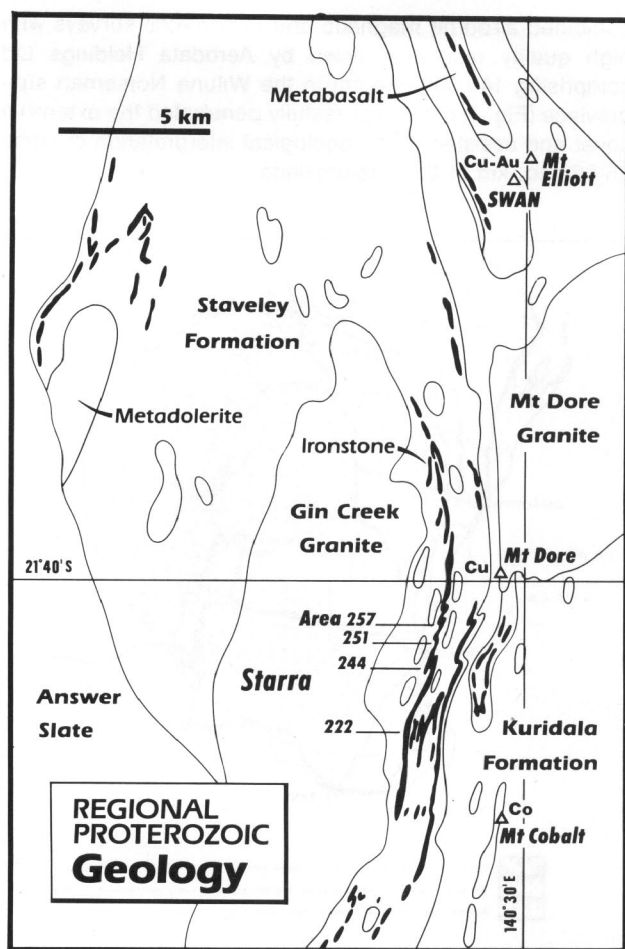 Metabasalt
5 km
Cu-Au
Mt
Elliott
SWAN
Staveley
Formation
Mt Dore
Granite
Metadolerite
Ironstone
Gin Creek
Granite
21°40'S
Cu
Mt Dore
Area 257
251
244
Starra
Answer
Slate
222
Kuridala
Formation
REGIONAL
PROTEROZOIC
Geology
Co
Mt Cobalt
140°30'E